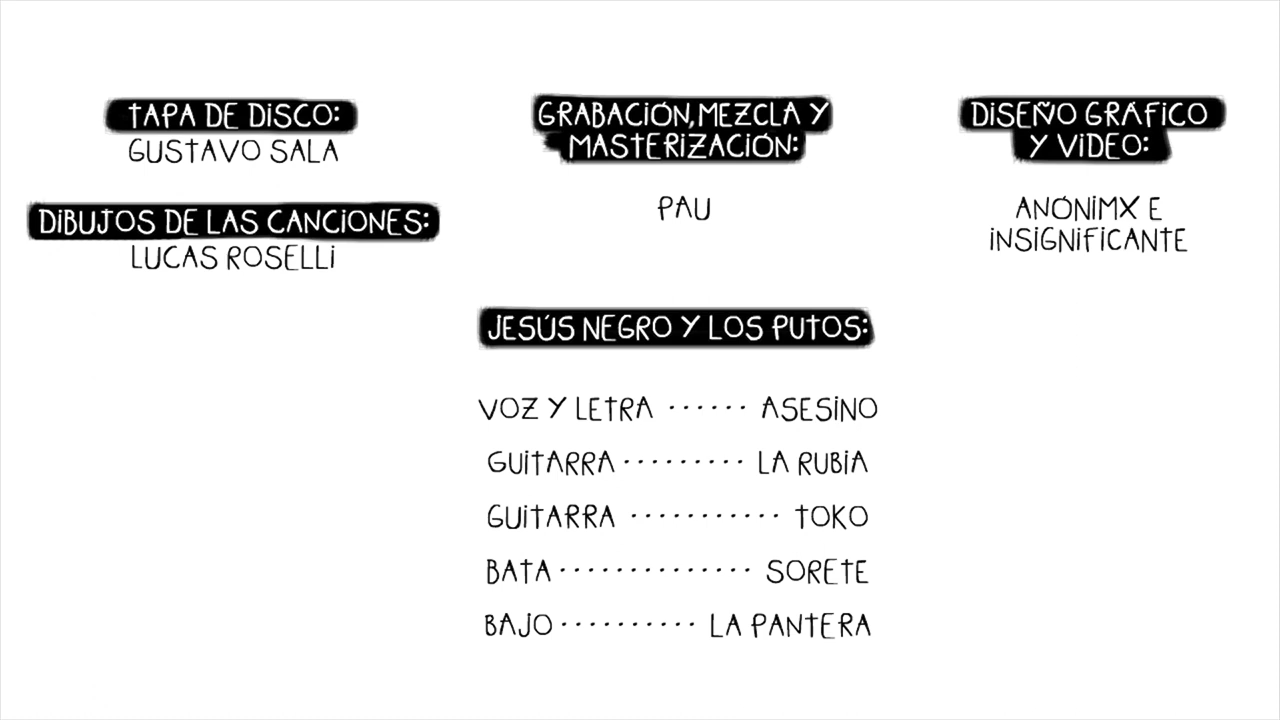 TAPA DE DISCO:
GUSTAVO SALA
DIBUJOS DE LAS CANCIONES:
LUCAS ROSELLI
GRABACIÓN, MEZCLA Y
MASTERIZACIÓN:
PAU
DISEÑO GRÁFICO
Y VIDEO:
ANÓNIMX E
INSIGNIFICANTE
JESÚS NEGRO Y LOS PUTOS:
VOZ Y LETRA ······ ASESINO
GUITARRA ········· LA RUBIA
GUITARRA ··········· TOKO
BATA ·············· SORETE
BAJO ·········· LA PANTERA